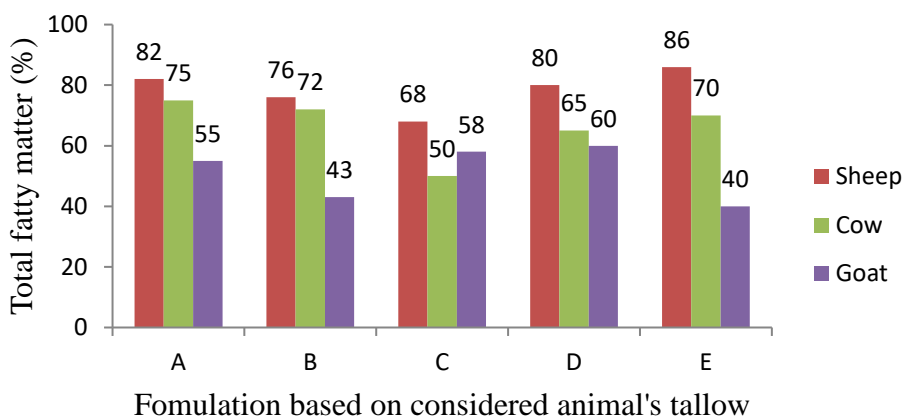 Total fatty matter (%)
100
80
60
40
20
0
82
75
55
76
72
43
68
50
58
80
65
60
86
70
40
A
B
C
D
E
Sheep
Cow
Goat
Fomulation based on considered animal's tallow